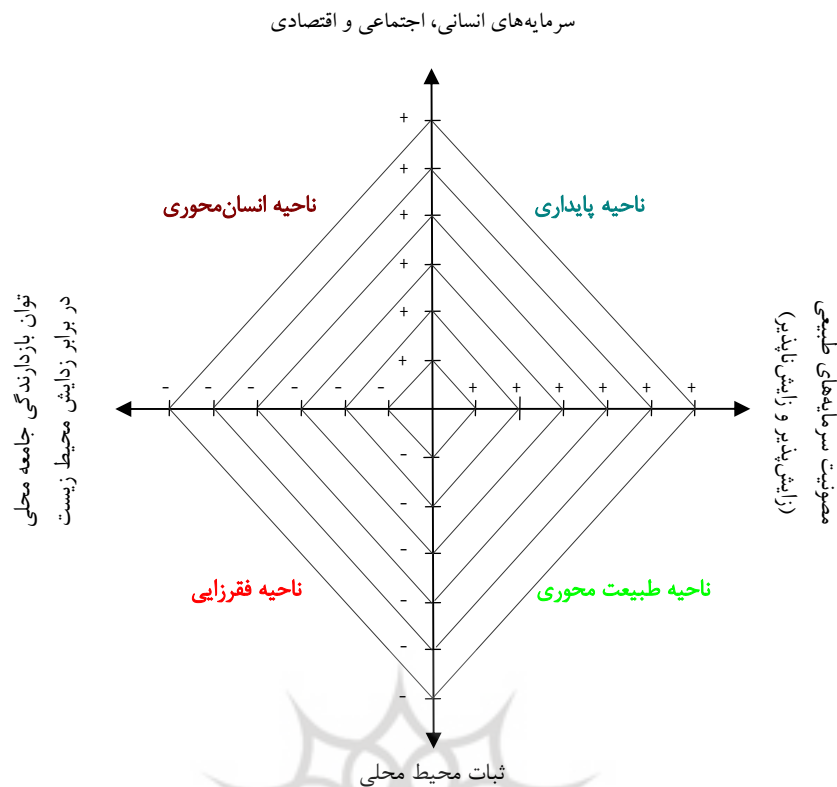 سرمایه‌های انسانی، اجتماعی و اقتصادی
+
+
ناحیه انسان‌محوری
ناحیه پایداری
+
+
+
+
توان بازدارندگی جامعه محلی
در برابر زدایش محیط زیست
- - - - - -
+ + + + + +
مصونیت سرمایه‌های طبیعی
(زایش‌پذیر و زایش‌ناپذیر)
-
-
-
ناحیه فقرزایی
ناحیه طبیعت محوری
-
-
-
ثبات محیط محلی